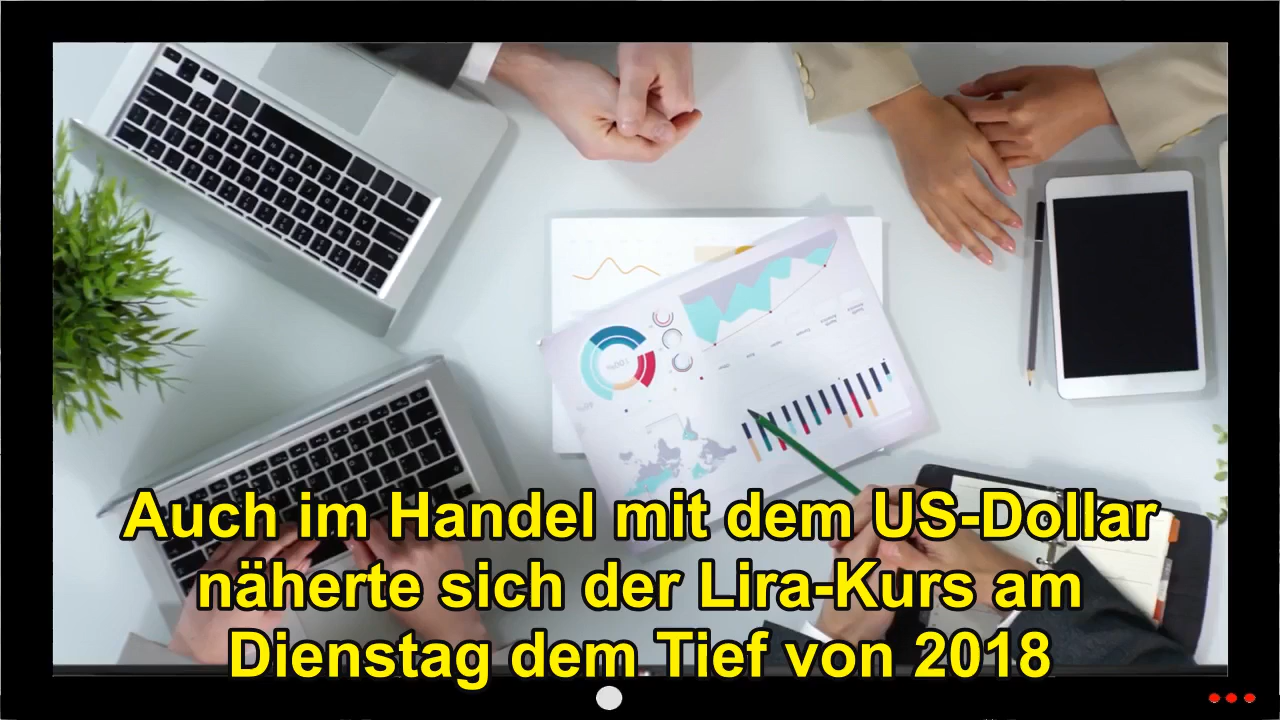 Auch im Handel mit dem US-Dollar
näherte sich der Lira-Kurs am
Dienstag dem Tief von 2018